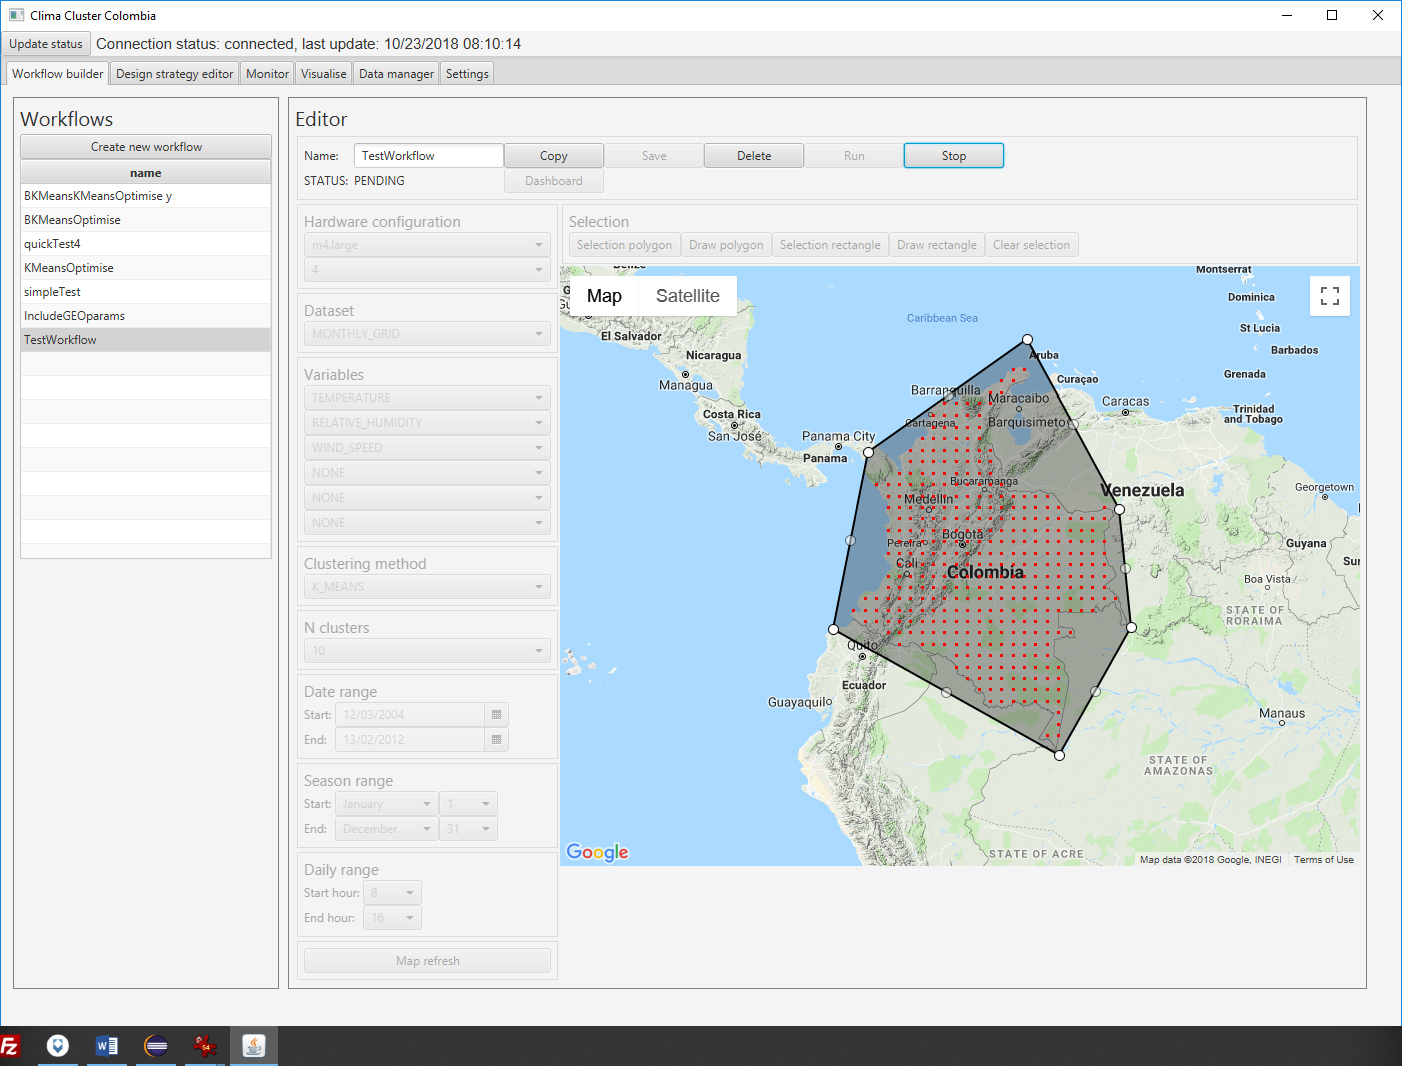 Clima Cluster Colombia
Update status Connection status: connected, last update: 10/23/2018 08:10:14
Workflow builder Design strategy editor Monitor Visualise Data manager Settings
Workflows
Create new workflow
name
BKMeansKMeansOptimise y
BKMeansOptimise
quickTest4
KMeansOptimise
simpleTest
IncludeGEOparams
TestWorkflow
Editor
Name: TestWorkflow Copy Save Delete Run Stop
STATUS: PENDING Dashboard
Hardware configuration
m4.large
4
Dataset
MONTHLY_GRID
Variables
TEMPERATURE
RELATIVE_HUMIDITY
WIND_SPEED
NONE
NONE
NONE
Clustering method
K_MEANS
N clusters
10
Date range
Start: 12/03/2004
End: 13/02/2012
Season range
Start: January 1
End: December 31
Daily range
Start hour: 8
End hour: 16
Map refresh
Selection
Selection polygon Draw polygon Selection rectangle Draw rectangle Clear selection
Map Satellite
Belize
Montserrat
Dominica
Caribbean Sea
St Lucia
El Salvador
Barbados
Nicaragua
Aruba
Managua
Curaçao
Grenada
Barranquilla
Maracaibo
Caracas
Costa Rica
Cartagena
Trinidad
and Tobago
San José
Barquisimeto
Panama City
Panama
Bucaramanga
Venezuela
Georgetown
Medellín
Bogotá
Pereira
Guyana
Cali
Colombia
Boa Vista
STATE OF
RORAIMA
Quito
Ecuador
Guayaquil
Manaus
STATE OF
AMAZONAS
STATE OF ACRE
Google
Map data ©2018 Google, INEGI Terms of Use
FZ
W
64